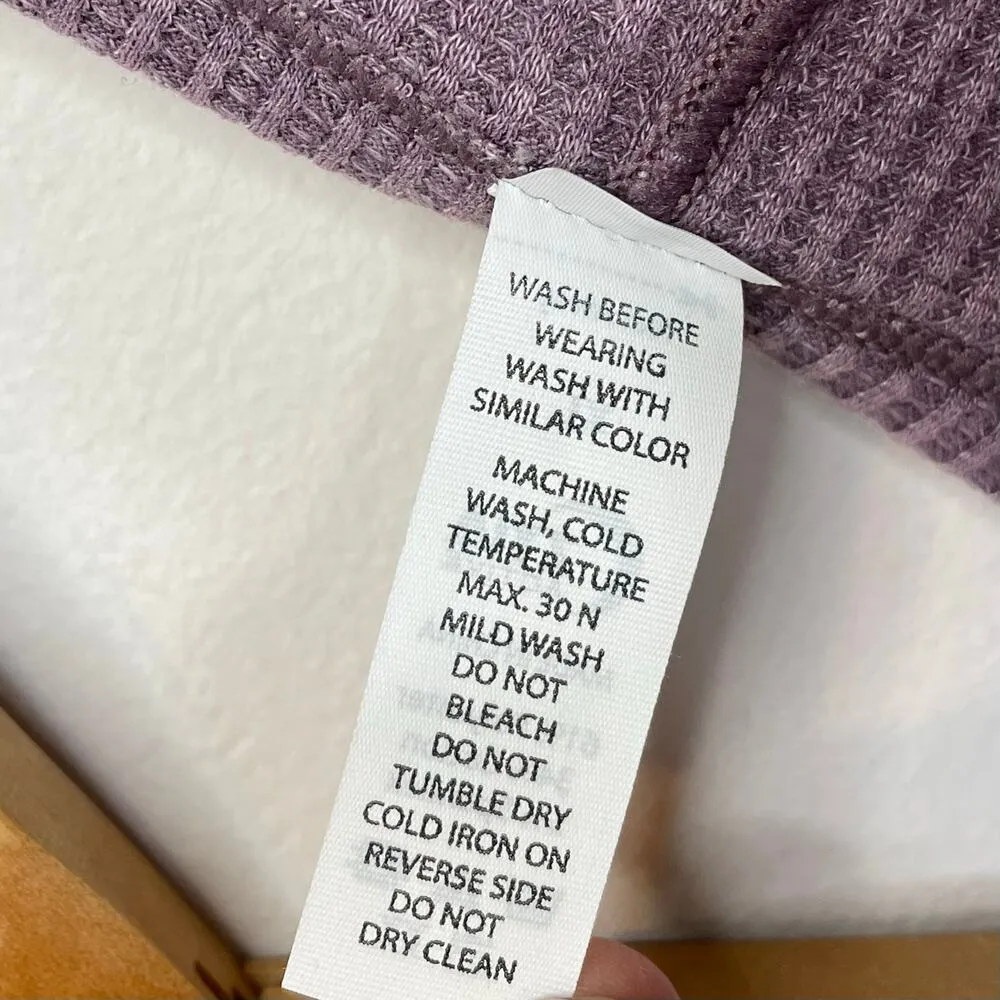 WASH BEFORE
WEARING
WASH WITH
SIMILAR COLOR
MACHINE
WASH, COLD
TEMPERATURE
MAX. 30 N
MILD WASH
DO NOT
BLEACH
DO NOT
TUMBLE DRY
COLD IRON ON
REVERSE SIDE
DO NOT
DRY CLEAN